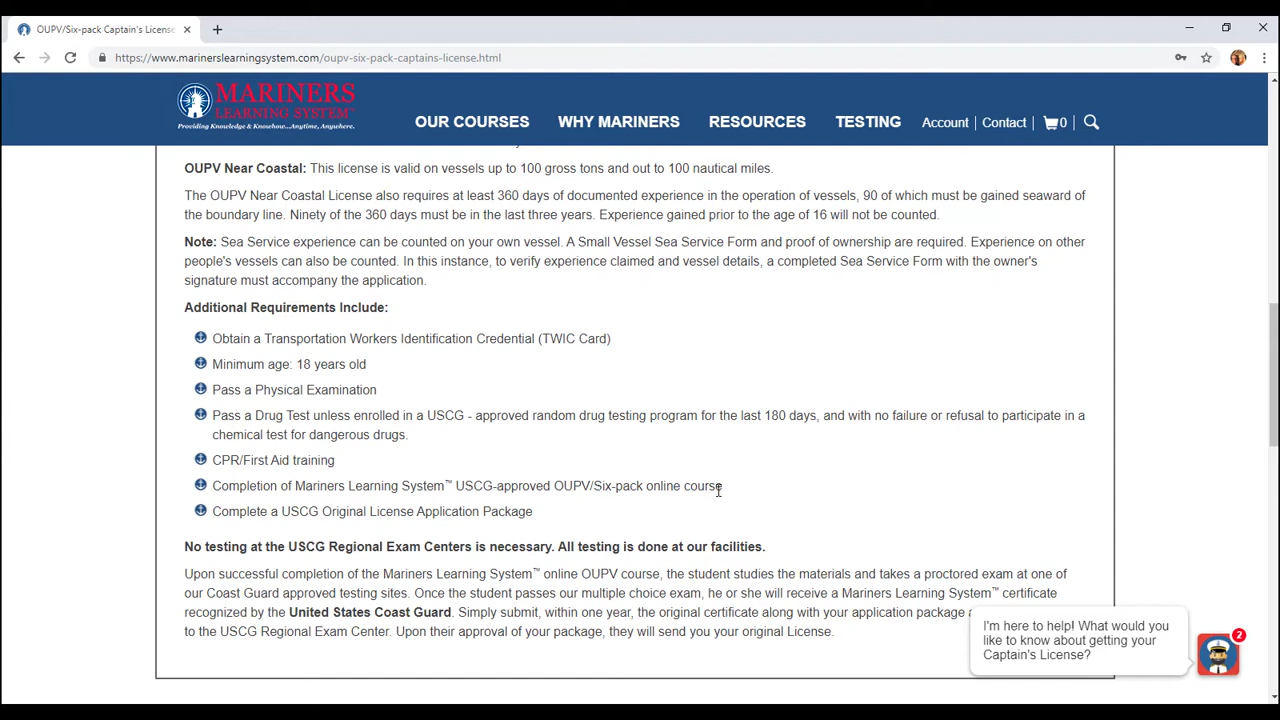 OUPV/Six-pack Captain's License
https://www.marinerslearningsystem.com/oupv-six-pack-captains-license.html
MARINERS
LEARNING SYSTEM™
Providing Knowledge & Knowhow...Anytime, Anywhere.
OUR COURSES WHY MARINERS RESOURCES TESTING Account Contact 0
OUPV Near Coastal: This license is valid on vessels up to 100 gross tons and out to 100 nautical miles.
The OUPV Near Coastal License also requires at least 360 days of documented experience in the operation of vessels, 90 of which must be gained seaward of
the boundary line. Ninety of the 360 days must be in the last three years. Experience gained prior to the age of 16 will not be counted.
Note: Sea Service experience can be counted on your own vessel. A Small Vessel Sea Service Form and proof of ownership are required. Experience on other
people's vessels can also be counted. In this instance, to verify experience claimed and vessel details, a completed Sea Service Form with the owner's
signature must accompany the application.
Additional Requirements Include:
Obtain a Transportation Workers Identification Credential (TWIC Card)
Minimum age: 18 years old
Pass a Physical Examination
Pass a Drug Test unless enrolled in a USCG - approved random drug testing program for the last 180 days, and with no failure or refusal to participate in a
chemical test for dangerous drugs.
CPR/First Aid training
Completion of Mariners Learning System™ USCG-approved OUPV/Six-pack online course
Complete a USCG Original License Application Package
No testing at the USCG Regional Exam Centers is necessary. All testing is done at our facilities.
Upon successful completion of the Mariners Learning System™ online OUPV course, the student studies the materials and takes a proctored exam at one of
our Coast Guard approved testing sites. Once the student passes our multiple choice exam, he or she will receive a Mariners Learning System™ certificate
recognized by the United States Coast Guard. Simply submit, within one year, the original certificate along with your application package
to the USCG Regional Exam Center. Upon their approval of your package, they will send you your original License.
I'm here to help! What would you
like to know about getting your
Captain's License?
2